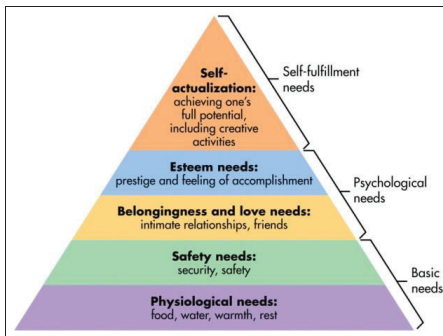 Self-
actualization:
achieving one's
full potential,
including creative
activities
Self-fulfillment
needs
Esteem needs:
prestige and feeling of accomplishment
Psychological
needs
Belongingness and love needs:
intimate relationships, friends
Safety needs:
security, safety
Basic
needs
Physiological needs:
food, water, warmth, rest